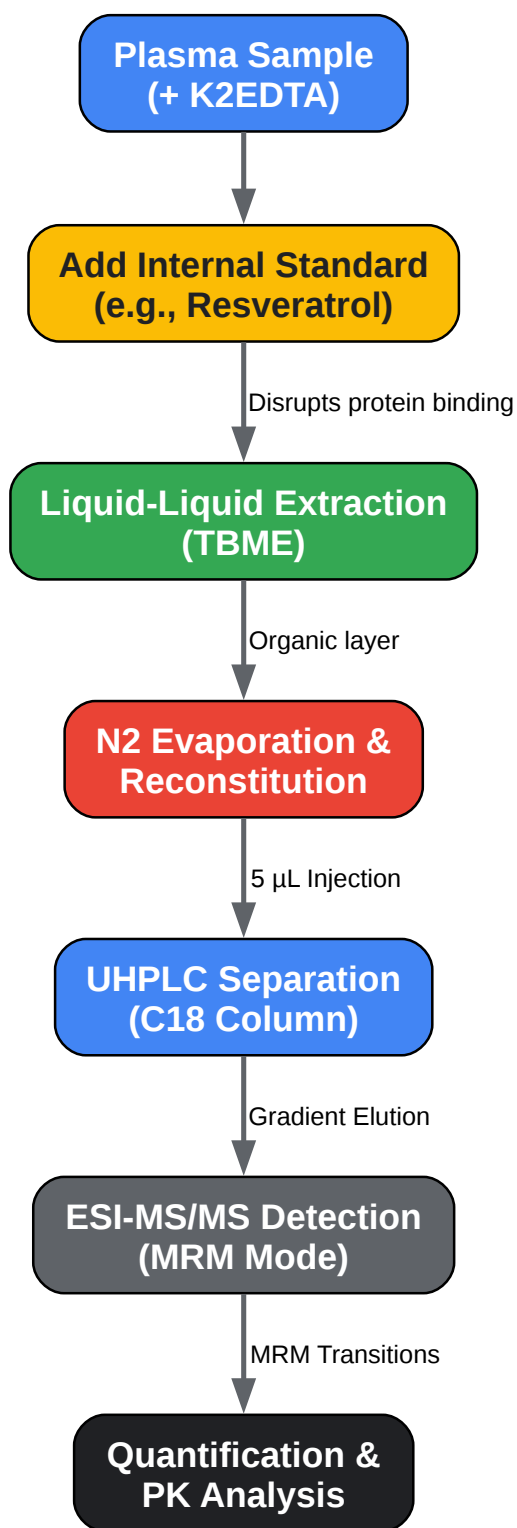 Plasma Sample
(+ K2EDTA)
Add Internal Standard
(e.g., Resveratrol)
Disrupts protein binding
Liquid-Liquid Extraction
(TBME)
Organic layer
N2 Evaporation &
Reconstitution
5 µL Injection
UHPLC Separation
(C18 Column)
Gradient Elution
ESI-MS/MS Detection
(MRM Mode)
MRM Transitions
Quantification &
PK Analysis